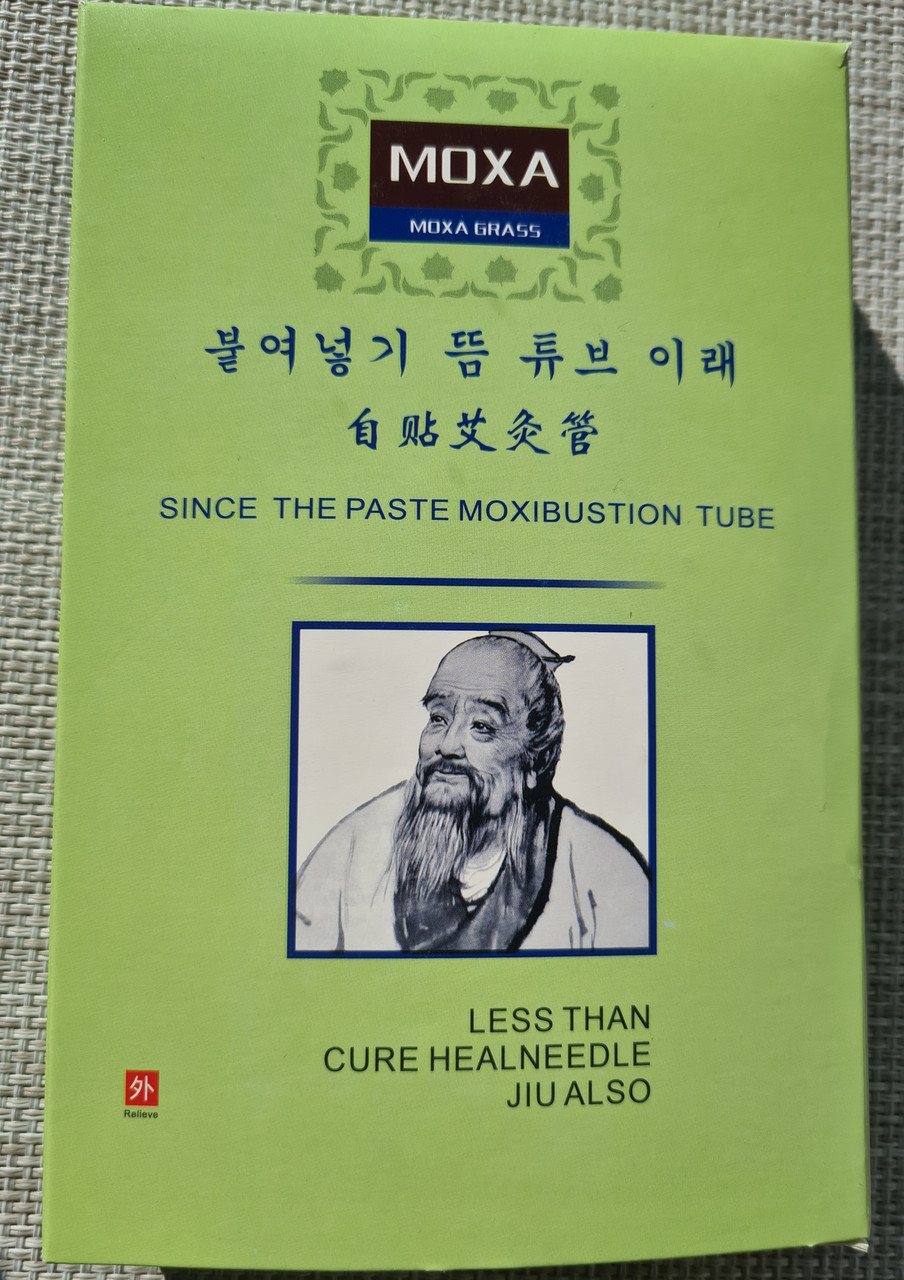 MOXA
MOXA GRASS
붙여넣기 뜸 튜브 이래
自贴艾灸管
SINCE THE PASTE MOXIBUSTION TUBE
LESS THAN
CURE HEALNEEDLE
JIU ALSO
外
Relieve